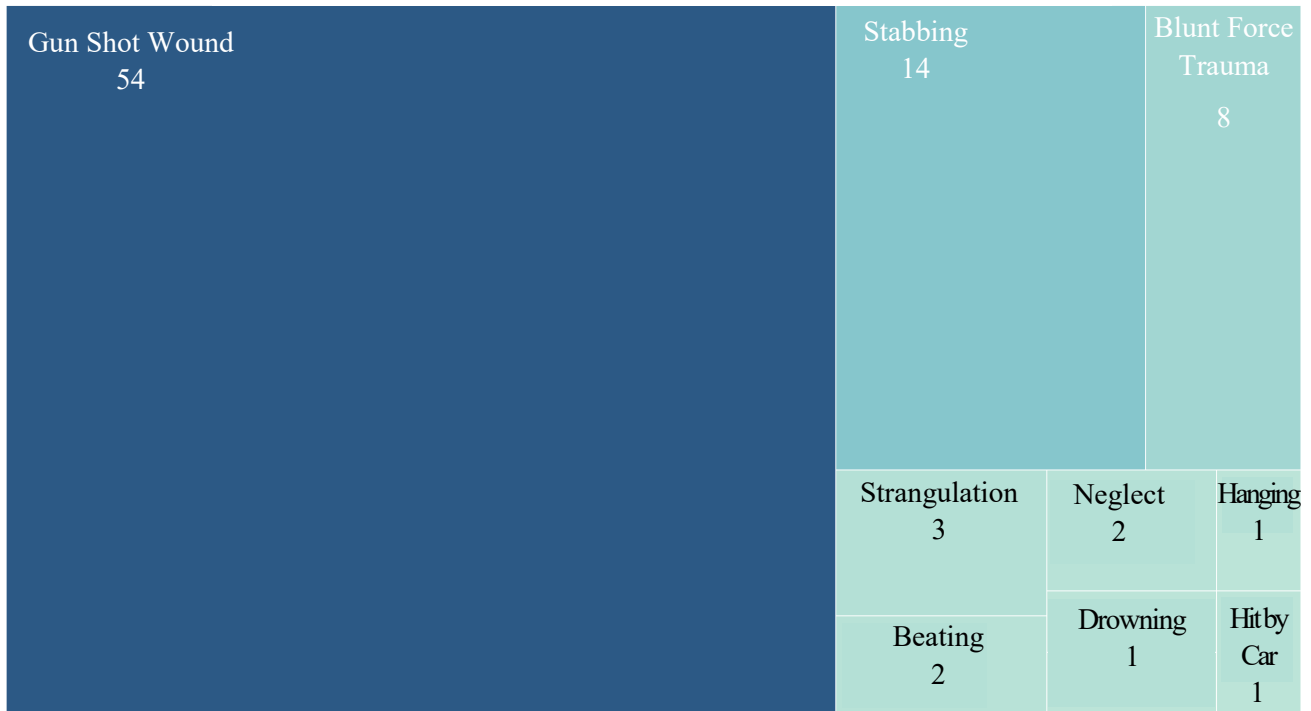 Gun Shot Wound
54
Stabbing
14
Blunt Force
Trauma
8
Strangulation
3
Neglect
2
Hanging
1
Beating
2
Drowning
1
Hit by
Car
1